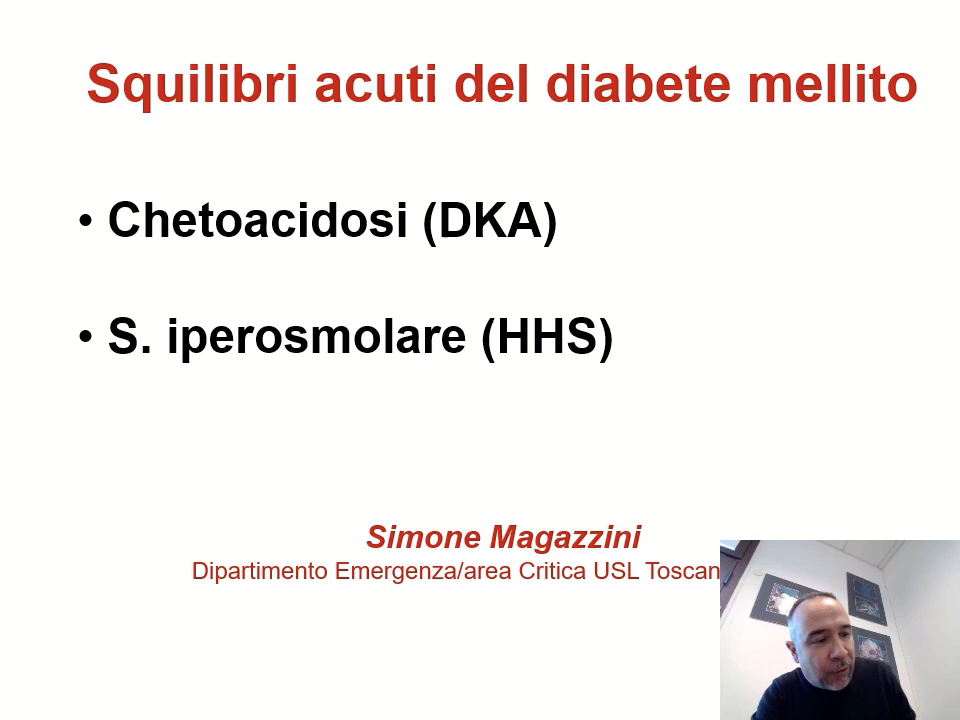 Squilibri acuti del diabete mellito
• Chetoacidosi (DKA)
• S. iperosmolare (HHS)
Simone Magazzini
Dipartimento Emergenza/area Critica USL Toscan